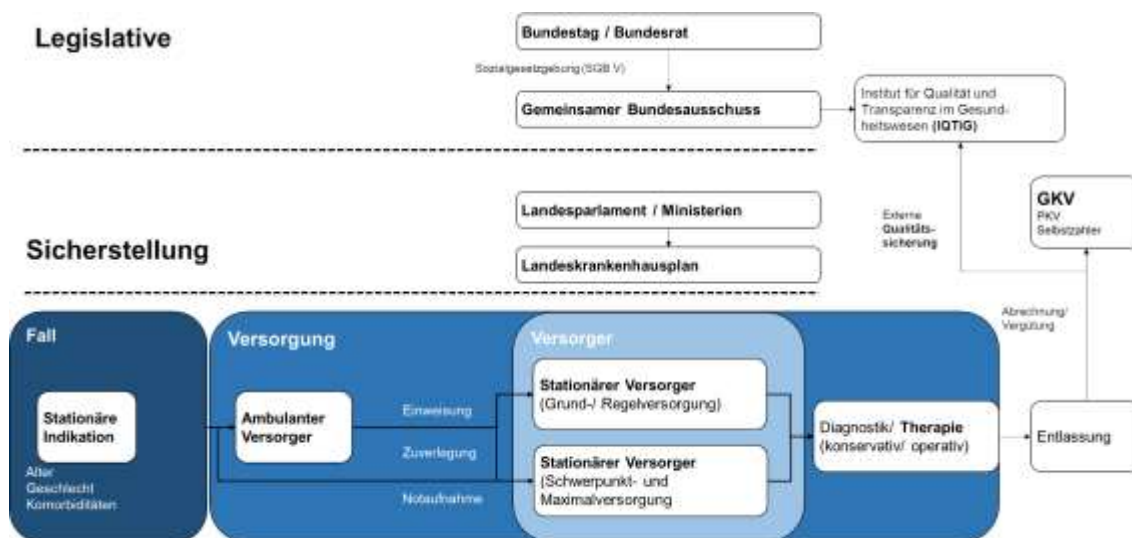 Legislative
Bundestag / Bundesrat
Sozialgesetzgebung (SGB V)
Gemeinsamer Bundesausschuss
Institut für Qualität und
Transparenz im Gesund-
heitswesen (IQTIG)
Sicherstellung
Landesparlament / Ministerien
Landeskrankenhausplan
Externe
Qualitäts-
sicherung
GKV
PKV
Selbstzahler
Abrechnung/
Vergütung
Fall
Stationäre
Indikation
Alter
Geschlecht
Komorbiditäten
Versorgung
Ambulanter
Versorger
Einweisung
Zuverlegung
Notaufnahme
Versorger
Stationärer Versorger
(Grund-/ Regelversorgung)
Stationärer Versorger
(Schwerpunkt- und
Maximalversorgung
Diagnostik/ Therapie
(konservativ/ operativ)
Entlassung